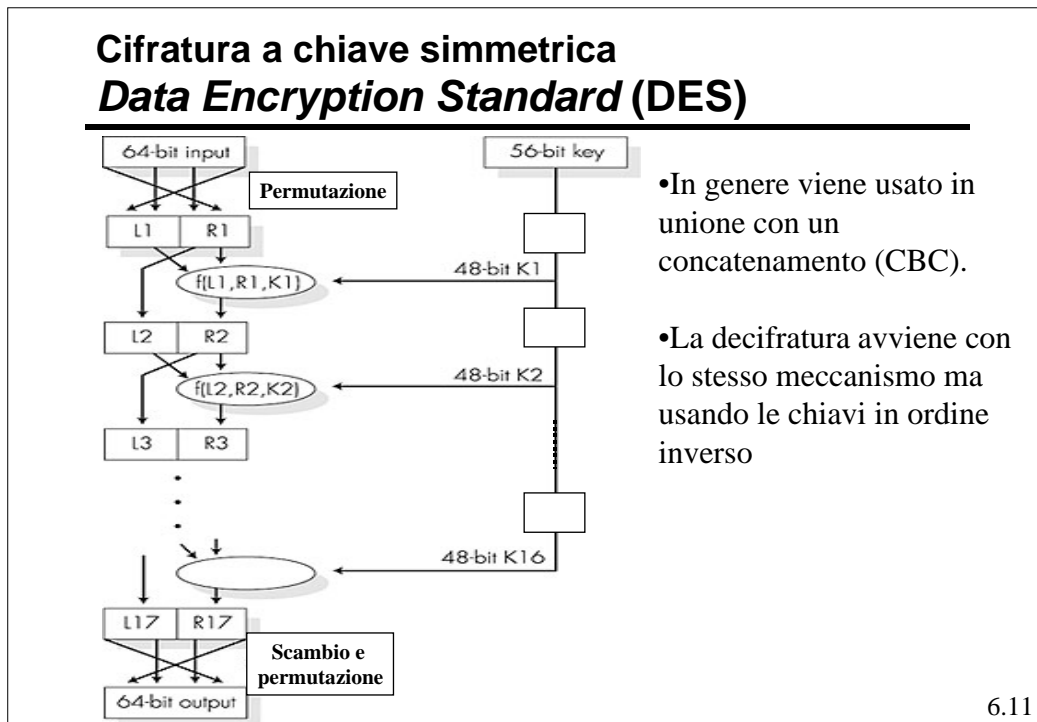 Cifratura a chiave simmetrica
Data Encryption Standard (DES)
64-bit input
56-bit key
Permutazione
L1 R1
48-bit K1
f(L1,R1,K1)
L2 R2
48-bit K2
f(L2,R2,K2)
L3 R3
48-bit K16
L17 R17
Scambio e
permutazione
64-bit output
•In genere viene usato in
unione con un
concatenamento (CBC).
•La decifratura avviene con
lo stesso meccanismo ma
usando le chiavi in ordine
inverso
6.11